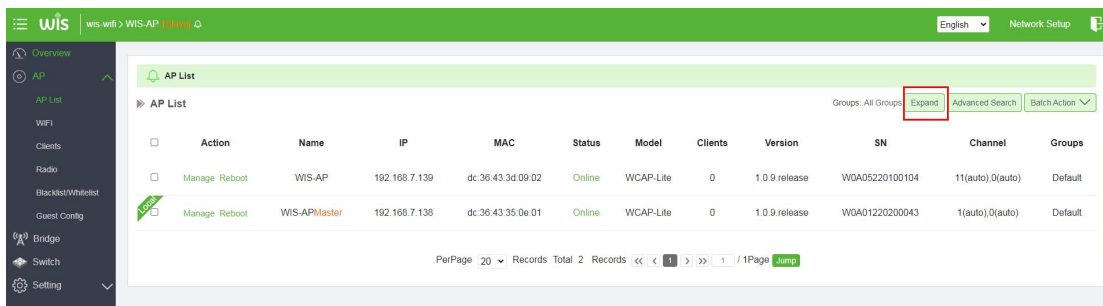 wis wis-wifi > WIS-AP Master English Network Setup
Overview
AP
AP List
WiFi
Clients
Radio
Blacklist/Whitelist
Guest Config
Bridge
Switch
Setting
AP List
AP List Groups: All Groups Expand Advanced Search Batch Action
Action Name IP MAC Status Model Clients Version SN Channel Groups
Manage Reboot WIS-AP 192.168.7.139 dc:36:43:3d:09:02 Online WCAP-Lite 0 1.0.9.release W0A05220100104 11(auto),0(auto) Default
Local Manage Reboot WIS-APMaster 192.168.7.138 dc:36:43:35:0e:01 Online WCAP-Lite 0 1.0.9.release W0A01220200043 1(auto),0(auto) Default
PerPage 20 Records Total 2 Records << < 1 > >> 1 / 1Page Jump